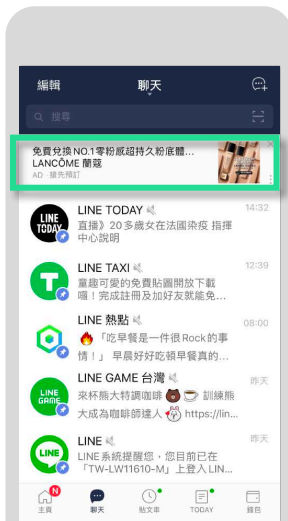 編輯
聊天
搜尋
免費兌換NO.1零粉感超持久粉底體...
LANCÔME 蘭蔻
AD 搶先預訂
LINE TODAY
14:32
直播》20多歲女在法國染疫 指揮
中心說明
LINE TAXI
12:39
童趣可愛的免費貼圖開放下載
囉！完成註冊及加好友就能免...
LINE 熱點
08:00
「吃早餐是一件很Rock的事
情！」 早晨好好吃頓早餐真的...
LINE GAME 台灣
昨天
來杯熊大特調咖啡 訓練熊
大成為咖啡師達人 https://lin...
LINE
昨天
LINE系統提醒您，您目前已在
「TW-LW11610-M」上登入 LIN...
LINE
TODAY
LINE
GAME
LINE
N
主頁
聊天
貼文串
TODAY
錢包